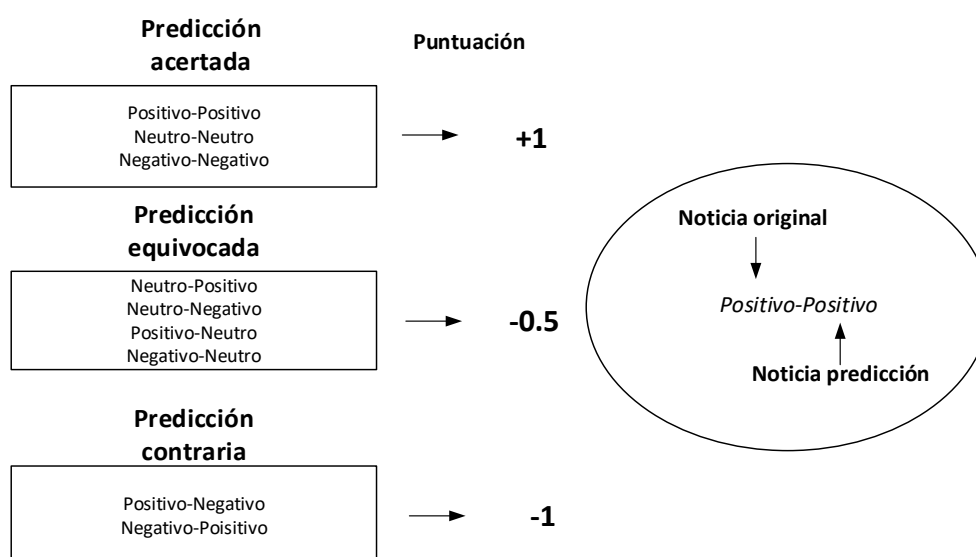 Predicción
acertada
Puntuación
Positivo-Positivo
Neutro-Neutro
Negativo-Negativo
+1
Predicción
equivocada
Neutro-Positivo
Neutro-Negativo
Positivo-Neutro
Negativo-Neutro
-0.5
Predicción
contraria
Positivo-Negativo
Negativo-Poisitivo
-1
Noticia original
Positivo-Positivo
Noticia predicción